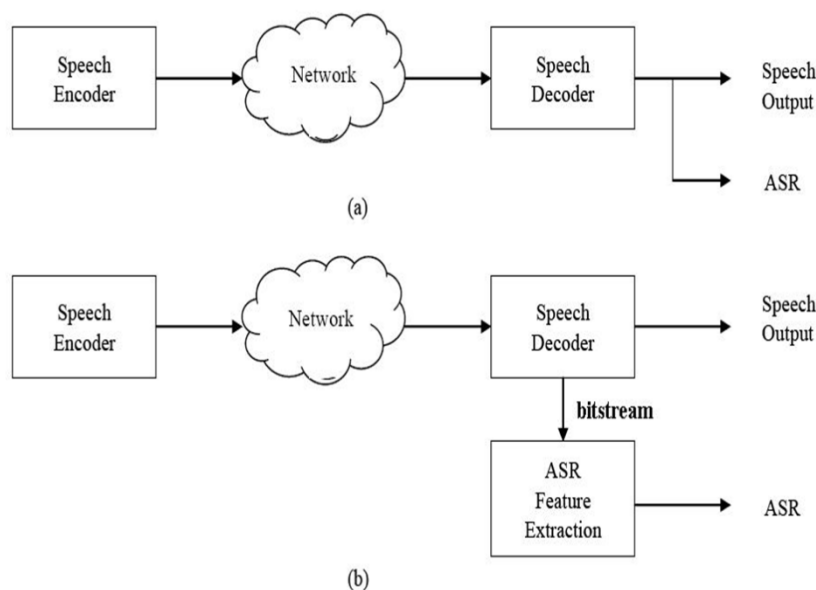 Speech
Encoder
Network
Speech
Decoder
Speech
Output
ASR
(a)
Speech
Encoder
Network
Speech
Decoder
Speech
Output
bitstream
ASR
Feature
Extraction
ASR
(b)